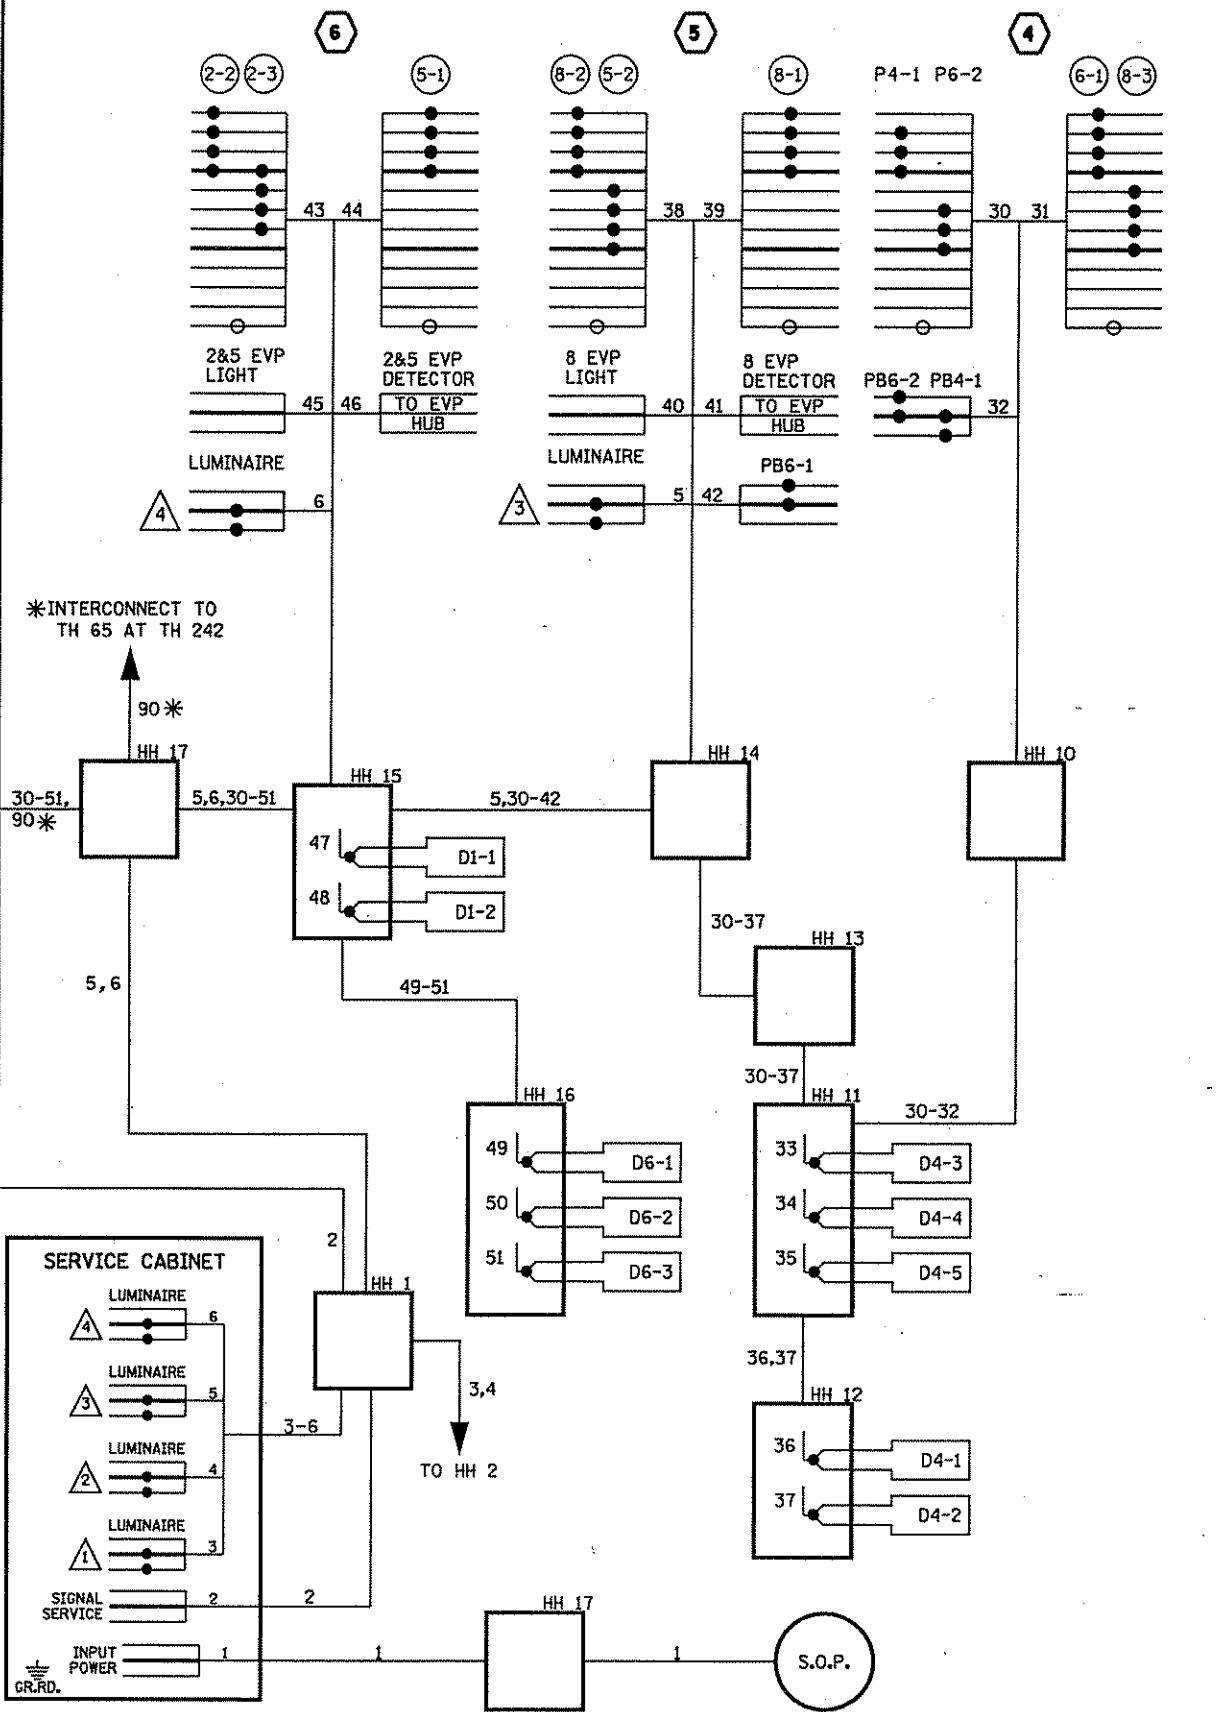 6
5
4
2-2 2-3
5-1
8-2 5-2
8-1
P4-1 P6-2
6-1 8-3
43 44
38 39
30 31
2&5 EVP
LIGHT
2&5 EVP
DETECTOR
8 EVP
LIGHT
8 EVP
DETECTOR
PB6-2 PB4-1
45 46
TO EVP
HUB
40 41
TO EVP
HUB
32
LUMINAIRE
4
6
LUMINAIRE
3
5 42
PB6-1
*INTERCONNECT TO
TH 65 AT TH 242
90*
HH 17
HH 15
HH 14
HH 10
30-51,
90*
5,6,30-51
5,30-42
47
D1-1
48
D1-2
30-37
HH 13
5,6
49-51
30-37
HH 16
HH 11
30-32
49
D6-1
50
D6-2
51
D6-3
33
D4-3
34
D4-4
35
D4-5
2
SERVICE CABINET
HH 1
LUMINAIRE
4
6
LUMINAIRE
3
5
LUMINAIRE
2
4
LUMINAIRE
1
3
3-6
3,4
TO HH 2
36,37
HH 12
36
D4-1
37
D4-2
SIGNAL
SERVICE
2
2
INPUT
POWER
1
1
HH 17
1
S.O.P.
GR.RD.